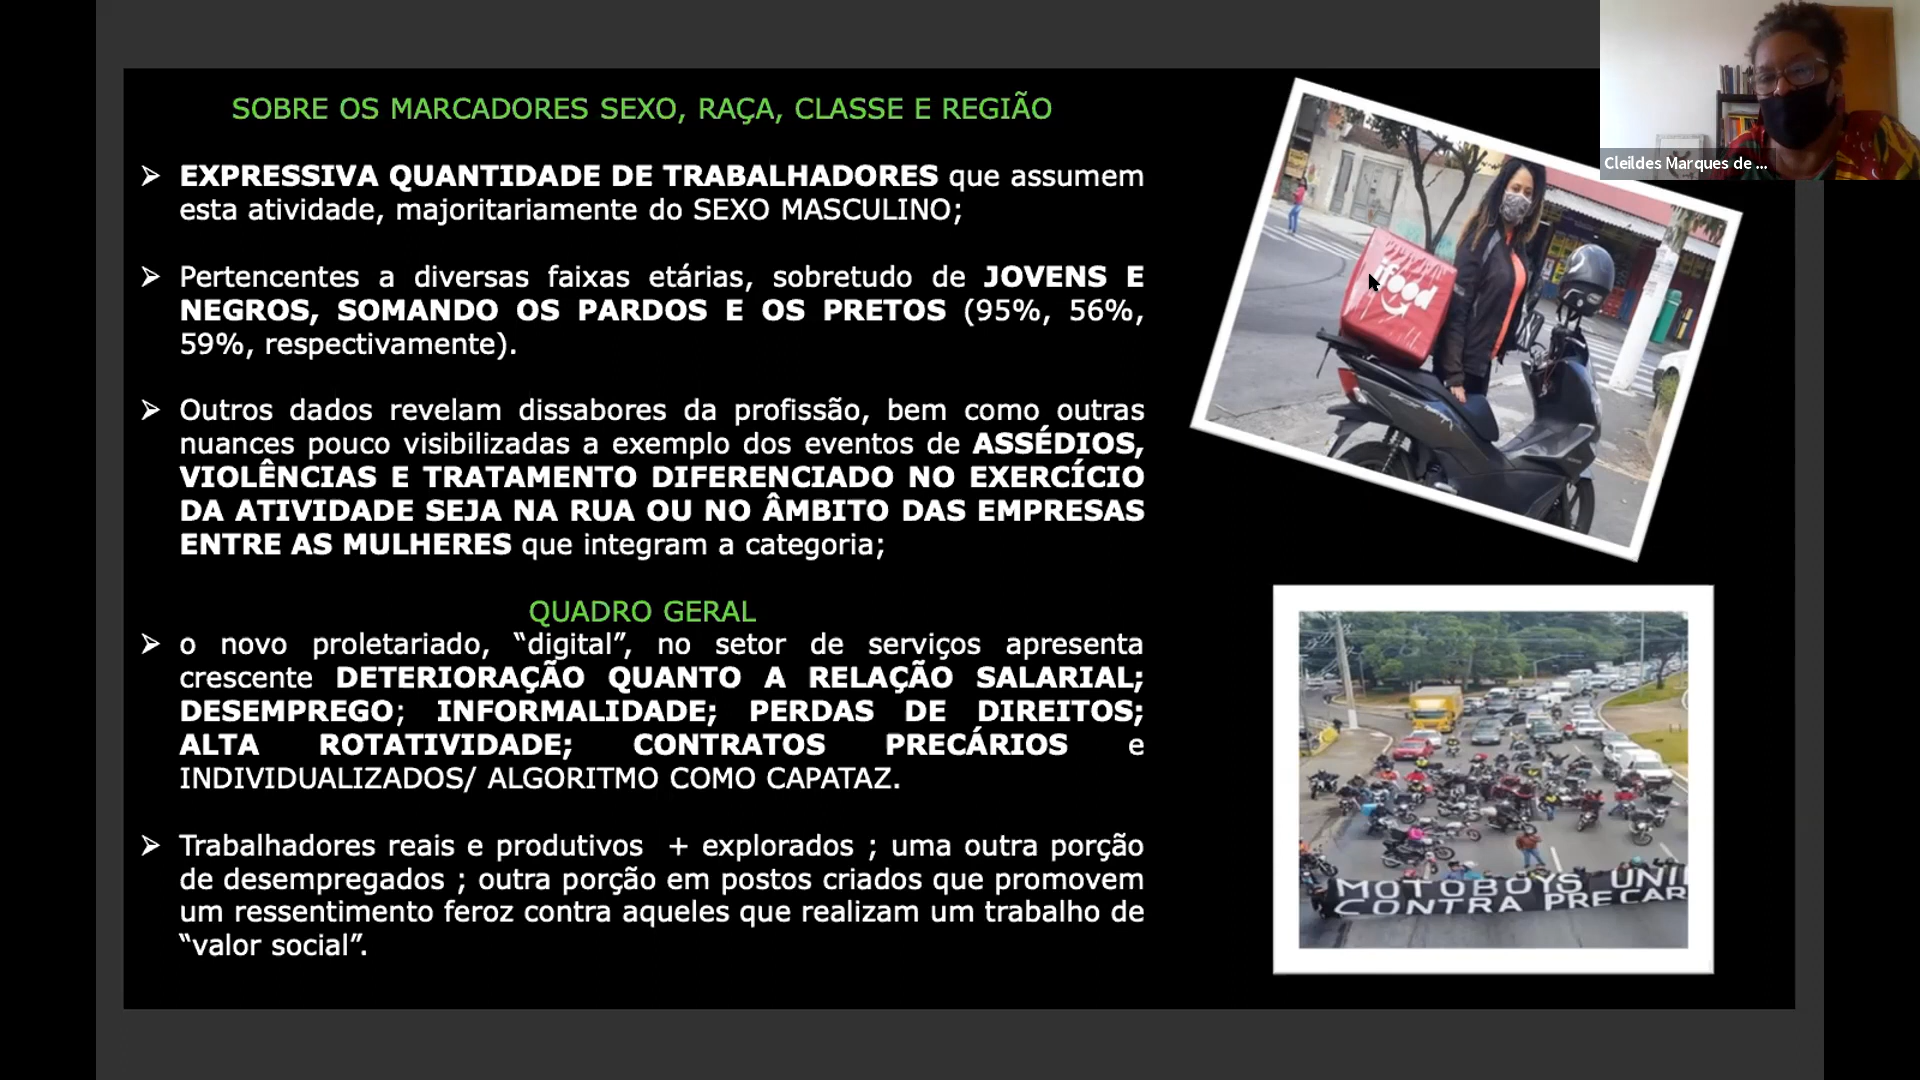 SOBRE OS MARCADORES SEXO, RAÇA, CLASSE E REGIÃO
➢ EXPRESSIVA QUANTIDADE DE TRABALHADORES que assumem
esta atividade, majoritariamente do SEXO MASCULINO;
➢ Pertencentes a diversas faixas etárias, sobretudo de JOVENS E
NEGROS, SOMANDO OS PARDOS E OS PRETOS (95%, 56%,
59%, respectivamente).
➢ Outros dados revelam dissabores da profissão, bem como outras
nuances pouco visibilizadas a exemplo dos eventos de ASSÉDIOS,
VIOLÊNCIAS E TRATAMENTO DIFERENCIADO NO EXERCÍCIO
DA ATIVIDADE SEJA NA RUA OU NO ÂMBITO DAS EMPRESAS
ENTRE AS MULHERES que integram a categoria;
QUADRO GERAL
➢ o novo proletariado, “digital”, no setor de serviços apresenta
crescente DETERIORAÇÃO QUANTO A RELAÇÃO SALARIAL;
DESEMPREGO; INFORMALIDADE; PERDAS DE DIREITOS;
ALTA ROTATIVIDADE; CONTRATOS PRECÁRIOS e
INDIVIDUALIZADOS/ ALGORITMO COMO CAPATAZ.
➢ Trabalhadores reais e produtivos + explorados ; uma outra porção
de desempregados ; outra porção em postos criados que promovem
um ressentimento feroz contra aqueles que realizam um trabalho de
“valor social”.
Cleildes Marques de ...
ifood
MOTOBOYS UNI
CONTRA PRECAR